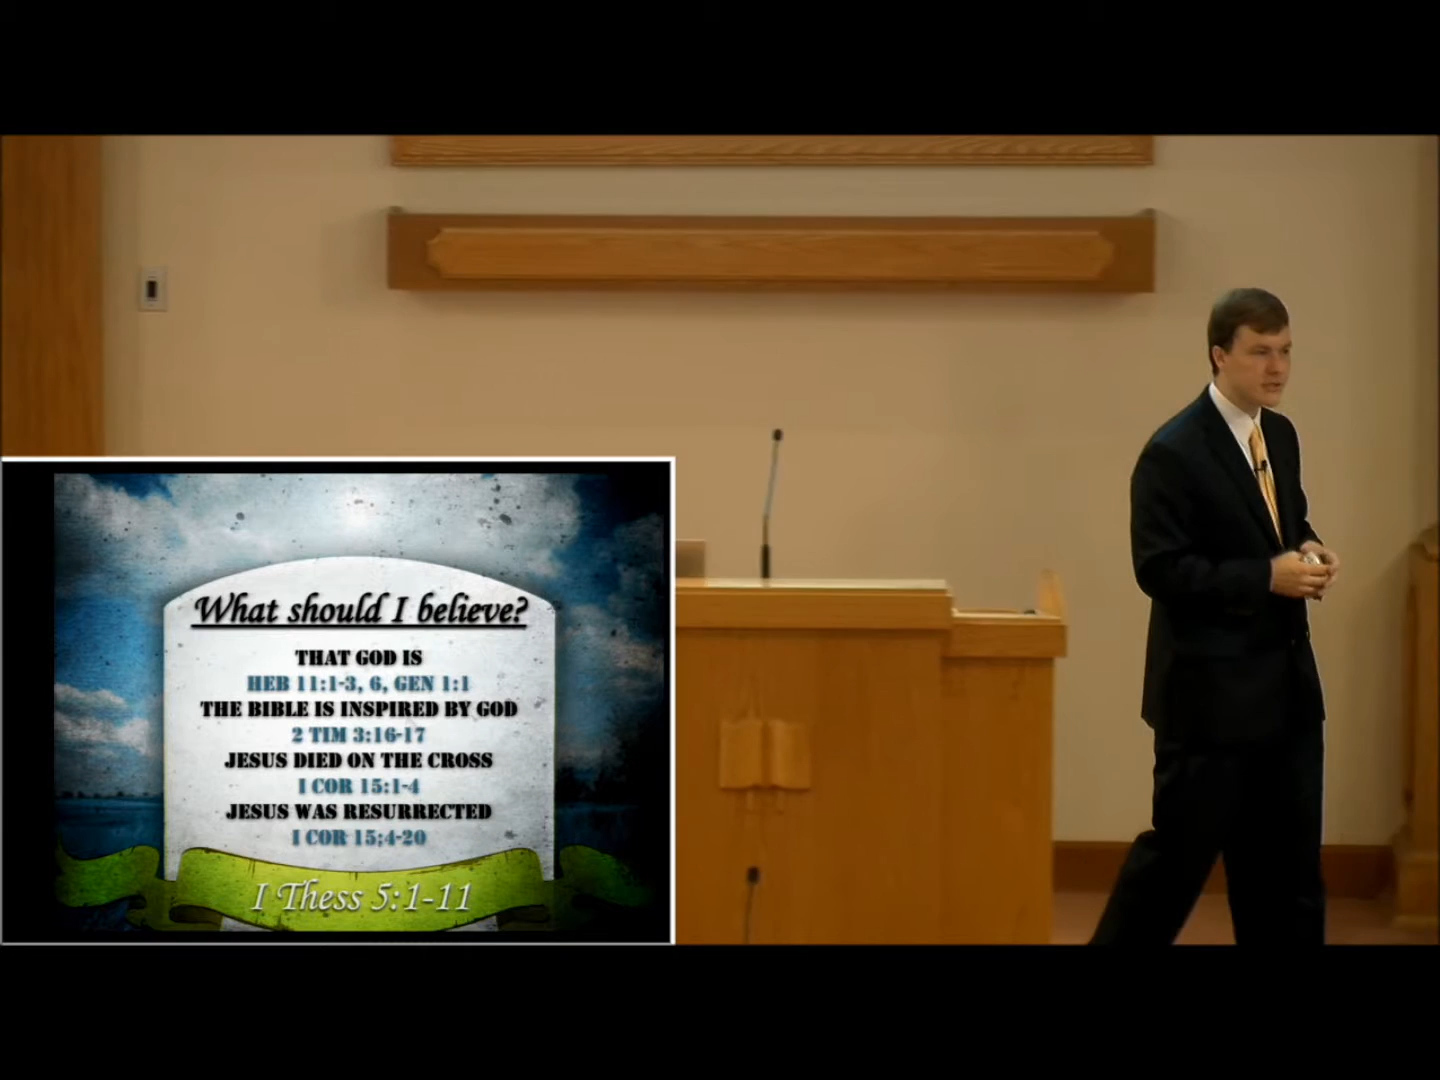 What should I believe?
THAT GOD IS
HEB 11:1-3, 6, GEN 1:1
THE BIBLE IS INSPIRED BY GOD
2 TIM 3:16-17
JESUS DIED ON THE CROSS
I COR 15:1-4
JESUS WAS RESURRECTED
I COR 15;4-20
I Thess 5:1-11